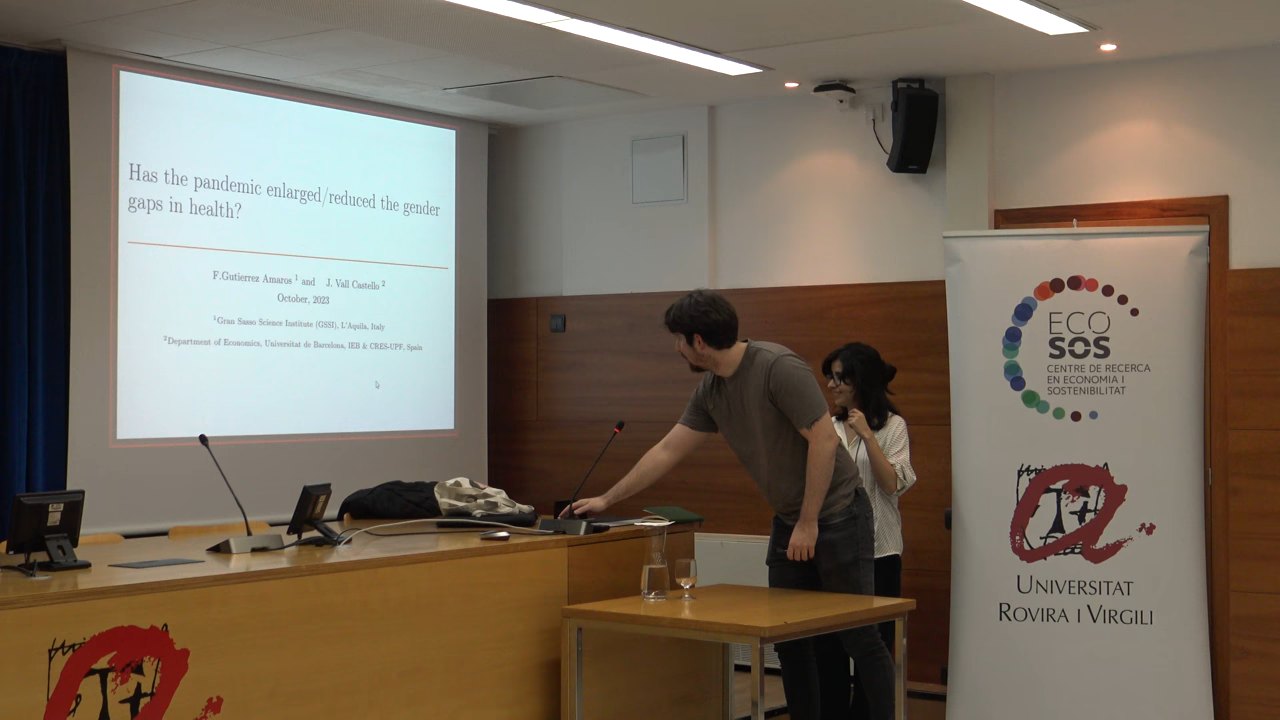 Has the pandemic enlarged/reduced the gender
gaps in health?
F.Gutierrez Amaros 1 and J. Vall Castello 2
October, 2023
1Gran Sasso Science Institute (GSSI), L'Aquila, Italy
2Department of Economics, Universitat de Barcelona, IEB & CRES-UPF, Spain
ECO
SOS
CENTRE DE RECERCA
EN ECONOMIA I
SOSTENIBILITAT
UNIVERSITAT
ROVIRA I VIRGILI